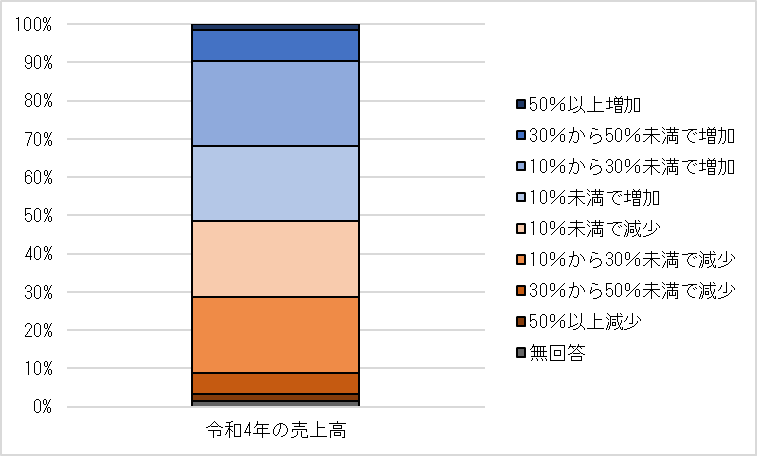 100%
90%
80%
70%
60%
50%
40%
30%
20%
10%
0%
令和4年の売上高
50%以上増加
30%から50%未満で増加
10%から30%未満で増加
10%未満で増加
10%未満で減少
10%から30%未満で減少
30%から50%未満で減少
50%以上減少
無回答